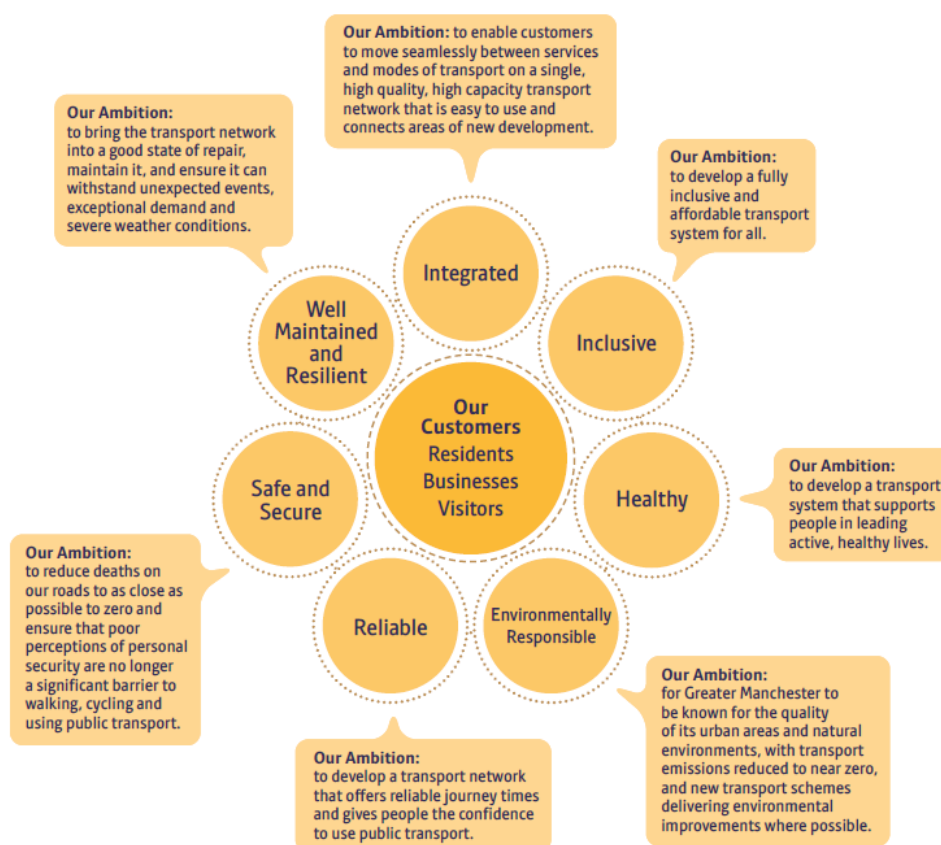 Our Ambition: to enable customers
to move seamlessly between services
and modes of transport on a single,
high quality, high capacity transport
network that is easy to use and
connects areas of new development.
Our Ambition:
to bring the transport network
into a good state of repair,
maintain it, and ensure it can
withstand unexpected events,
exceptional demand and
severe weather conditions.
Our Ambition:
to develop a fully
inclusive and
affordable transport
system for all.
Integrated
Well
Maintained
and
Resilient
Inclusive
Our
Customers
Residents
Businesses
Visitors
Safe and
Secure
Healthy
Our Ambition:
to develop a transport
system that supports
people in leading
active, healthy lives.
Our Ambition:
to reduce deaths on
our roads to as close as
possible to zero and
ensure that poor
perceptions of personal
security are no longer
a significant barrier to
walking, cycling and
using public transport.
Reliable
Environmentally
Responsible
Our Ambition:
for Greater Manchester to
be known for the quality
of its urban areas and natural
environments, with transport
emissions reduced to near zero,
and new transport schemes
delivering environmental
improvements where possible.
Our Ambition:
to develop a transport network
that offers reliable journey times
and gives people the confidence
to use public transport.